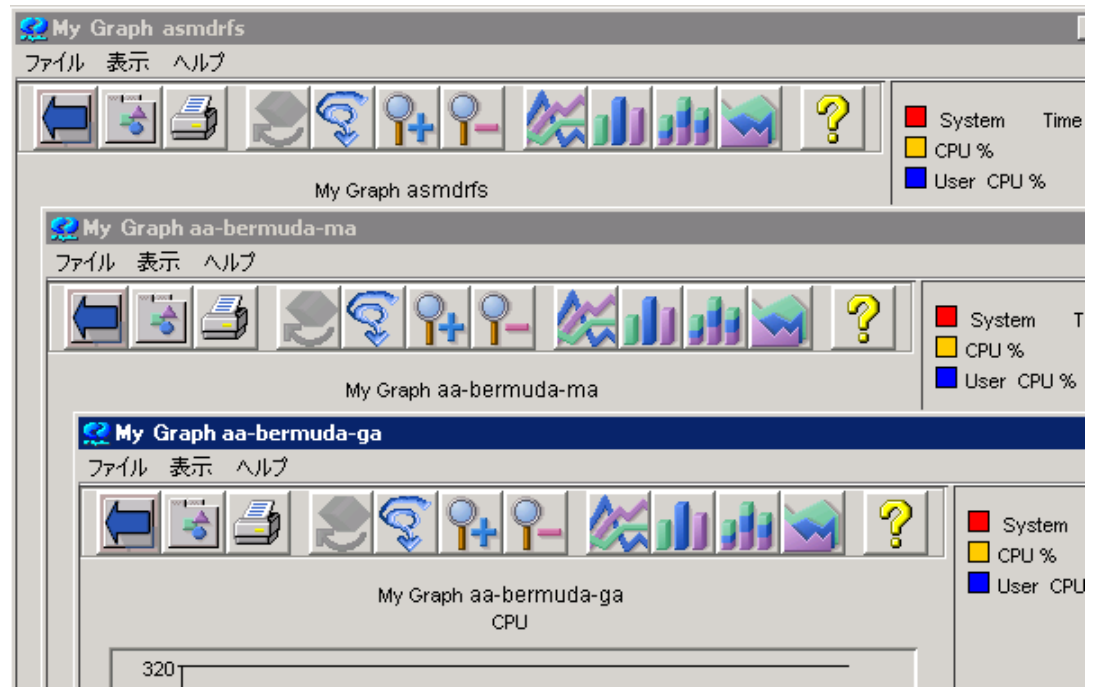 My Graph asmdrfs
ファイル 表示 ヘルプ
System Time
CPU %
User CPU %
My Graph asmdrfs
My Graph aa-bermuda-ma
ファイル 表示 ヘルプ
System T
CPU %
User CPU %
My Graph aa-bermuda-ma
My Graph aa-bermuda-ga
ファイル 表示 ヘルプ
System
CPU %
User CPU
My Graph aa-bermuda-ga
CPU
320